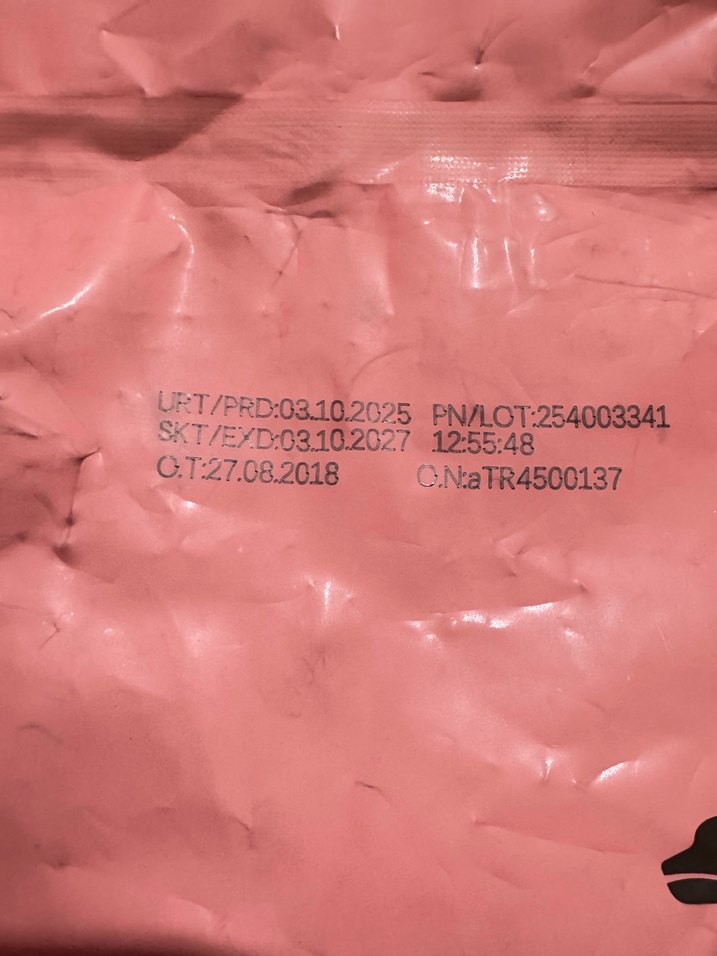 URT/PRD:03.10.2025 PN/LOT:254003341
SKT/EXD:03.10.2027 12:55:48
O.T:27.08.2018 O.N:aTR4500137